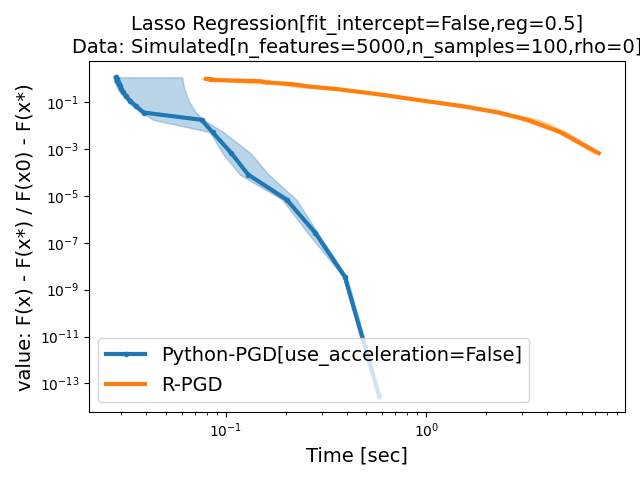 Lasso Regression[fit_intercept=False,reg=0.5]
Data: Simulated[n_features=5000,n_samples=100,rho=0]
value: F(x) - F(x*) / F(x0) - F(x*)
10⁻¹
10⁻³
10⁻⁵
10⁻⁷
10⁻⁹
10⁻¹¹
10⁻¹³
Python-PGD[use_acceleration=False]
R-PGD
10⁻¹ 10⁰
Time [sec]